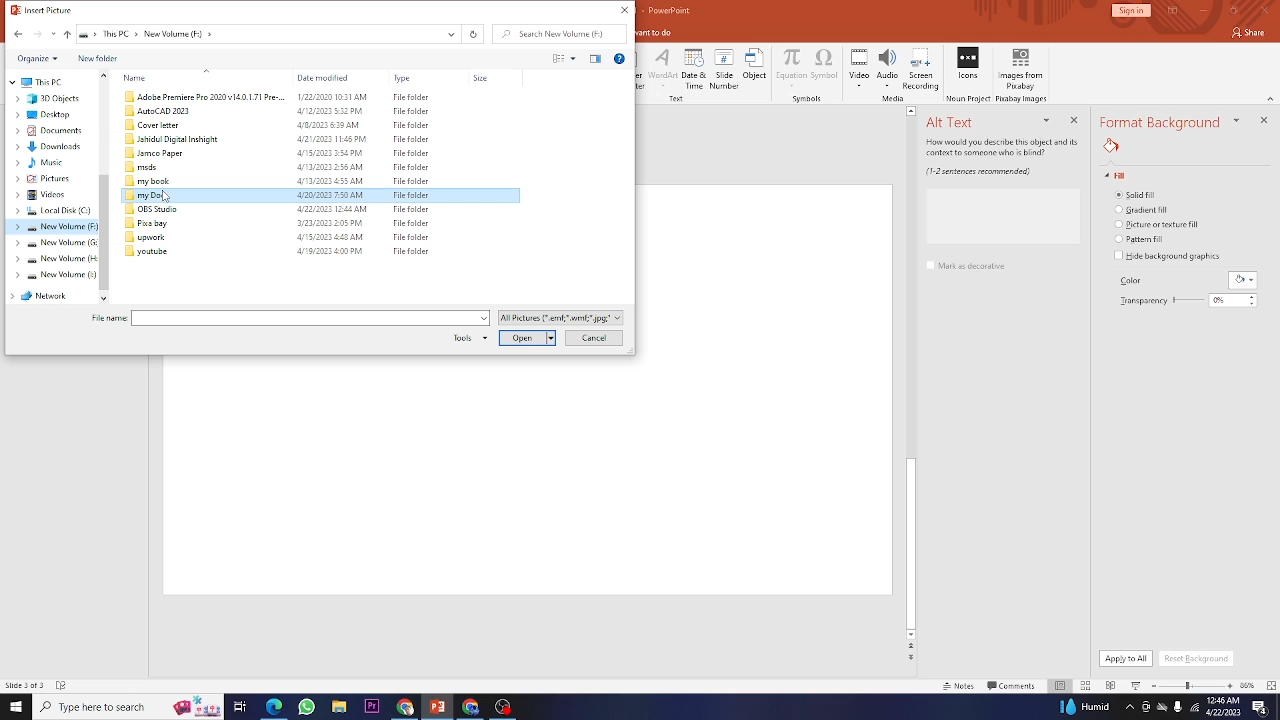 Insert Picture
- PowerPoint
Sign in
This PC > New Volume (F:) >
Search New Volume (F:)
want to do
Share
Organize
New folder
Name Date modified Type Size
This PC
3D Objects
Desktop
Documents
Downloads
Music
Pictures
Videos
Local Disk (C:)
New Volume (F:)
New Volume (G:
New Volume (H:)
New Volume (I:)
Network
Adobe Premiere Pro 2020 v14.0.1.71 Pre-... 1/22/2020 10:31 AM File folder
AutoCAD 2023 4/12/2023 5:32 PM File folder
Cover letter 4/8/2023 6:39 AM File folder
Jahidul Digital Inshight 4/21/2023 11:46 PM File folder
Jamco Paper 4/15/2023 3:54 PM File folder
msds 4/13/2023 2:56 AM File folder
my book 4/13/2023 4:55 AM File folder
my Do 4/20/2023 7:50 AM File folder
OBS Studio 4/22/2023 12:44 AM File folder
Pixa bay 3/23/2023 2:05 PM File folder
upwork 4/15/2023 4:48 AM File folder
youtube 4/19/2023 4:00 PM File folder
File name:
All Pictures (*.emf;*.wmf;*.jpg;*
Tools
Open
Cancel
WordArt
Date & Time
Slide Number
Object
Equation
Symbol
Video
Audio
Screen Recording
Icons
Images from Pixabay
Text
Symbols
Media
Noun Project
Pixabay Images
Alt Text
How would you describe this object and its
context to someone who is blind?
(1-2 sentences recommended)
Mark as decorative
Format Background
Fill
Solid fill
Gradient fill
Picture or texture fill
Pattern fill
Hide background graphics
Color
Transparency
0%
Apply to All
Reset Background
Slide 3 of 3
Notes
Comments
86%
Type here to search
Pr
Humid
12:46 AM
4/22/2023